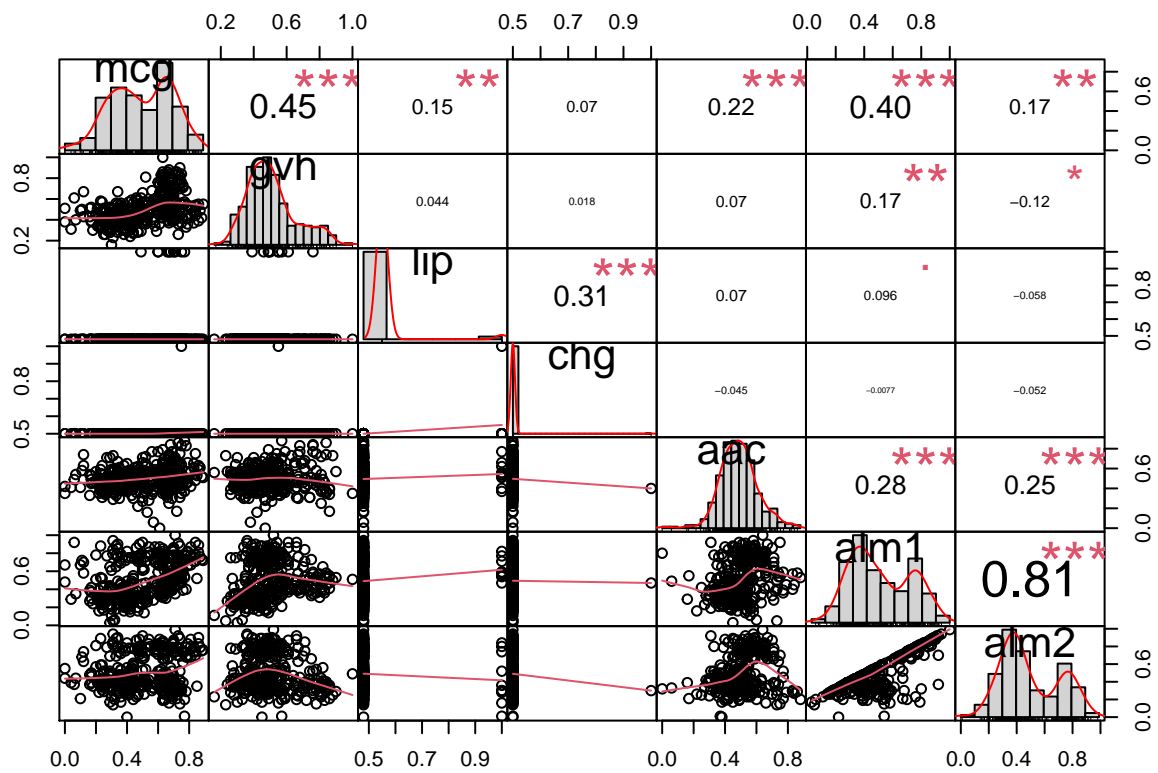 0.2 0.6 1.0 0.5 0.7 0.9 0.0 0.4 0.8
mcg *** ** *** *** **
0.45 0.15 0.07 0.22 0.40 0.17 0.0 0.6
gvh ** *
0.2 0.8 0.044 0.018 0.07 0.17 −0.12
lip *** .
0.31 0.07 0.096 −0.058 0.5 0.8
chg
0.5 0.8 −0.045 −0.0077 −0.052
aac *** ***
0.28 0.25 0.0 0.6
alm1 ***
0.0 0.6 0.81
alm2
0.0 0.6
0.0 0.4 0.8 0.5 0.7 0.9 0.0 0.4 0.8 0.0 0.4 0.8